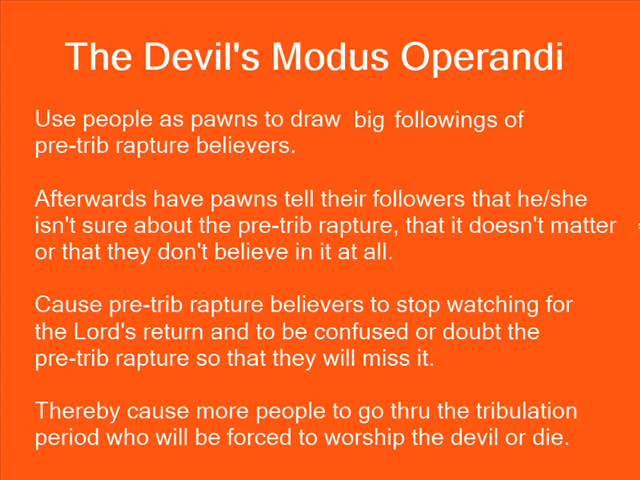 The Devil's Modus Operandi
Use people as pawns to draw big followings of
pre-trib rapture believers.
Afterwards have pawns tell their followers that he/she
isn't sure about the pre-trib rapture, that it doesn't matter
or that they don't believe in it at all.
Cause pre-trib rapture believers to stop watching for
the Lord's return and to be confused or doubt the
pre-trib rapture so that they will miss it.
Thereby cause more people to go thru the tribulation
period who will be forced to worship the devil or die.